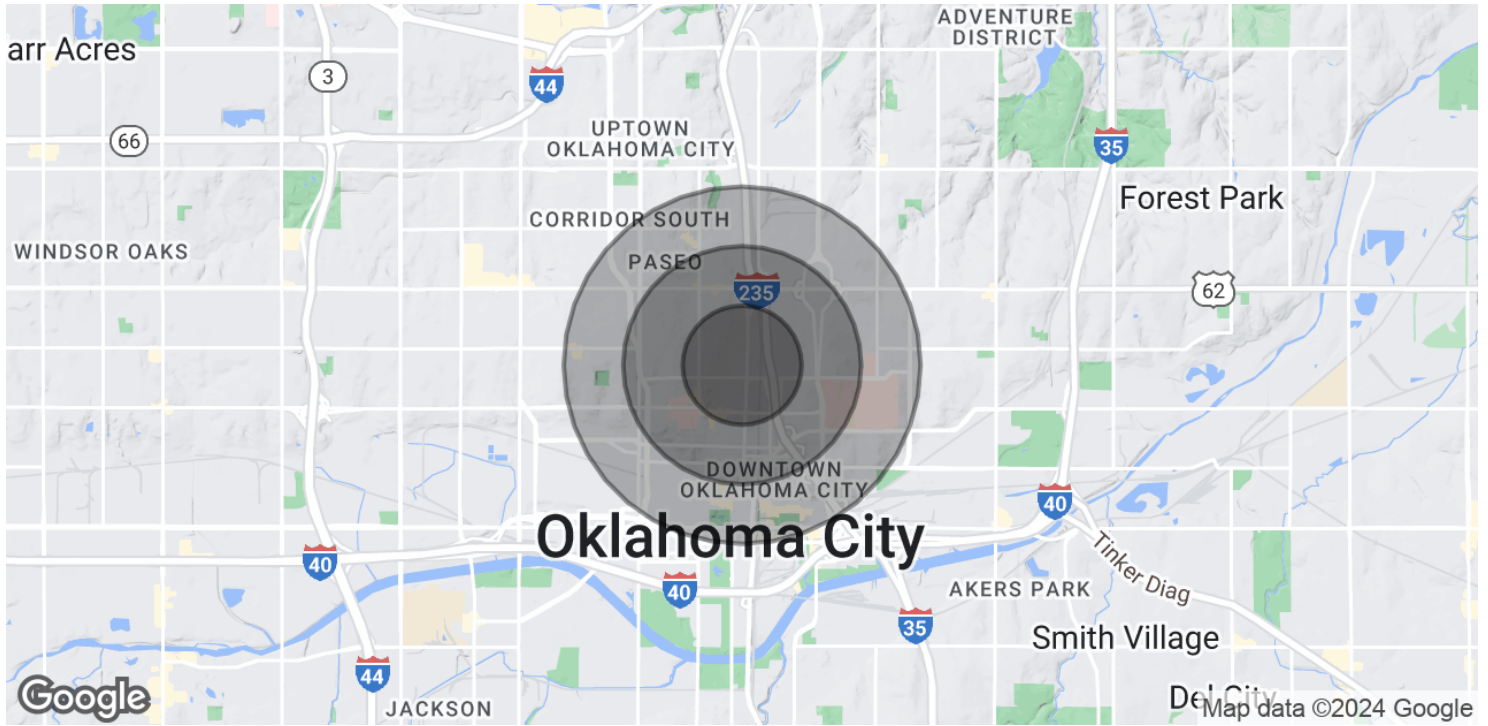 ADVENTURE
DISTRICT
arr Acres
3
44
66
UPTOWN
OKLAHOMA CITY
35
Forest Park
CORRIDOR SOUTH
WINDSOR OAKS
PASEO
235
62
DOWNTOWN
OKLAHOMA CITY
40
Oklahoma City
40
40
Tinker Diag
AKERS PARK
35
Smith Village
44
Google
JACKSON
Del City
Map data ©2024 Google